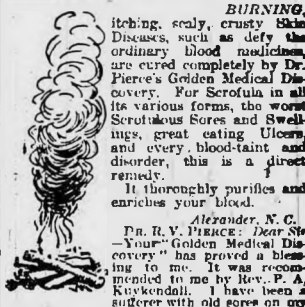 BURNING,
itching, scaly, crusty Skin
Diseases, such as defy the
ordinary blood medicines,
are cured completely by Dr.
Pierce's Golden Medical Dis-
covery. For Scrofula in all
its various forms, the worst
Scrofulous Sores and Swell-
ings, great eating Ulcers,
and every blood-taint and
disorder, this is a direct
remedy.
It thoroughly purifies and
enriches your blood.
Alexander, N. C.
DR. R. V. PIERCE: Dear Sir
—Your "Golden Medical Dis-
covery" has proved a bless-
ing to me. It was recom-
mended to me by Rev. P. A.
Kuykendall. I have been a
sufferer with old sores on